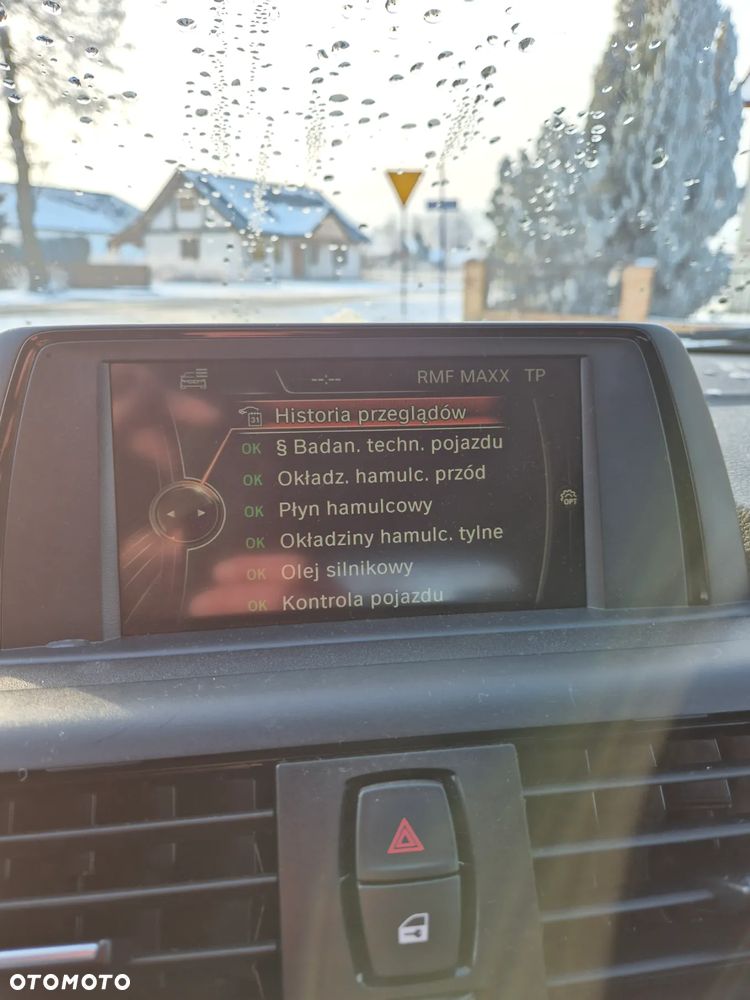 --:-- RMF MAXX TP
31 Historia przeglądów
OK § Badan. techn. pojazdu
OK Okładz. hamulc. przód
OK Płyn hamulcowy
OPT
OK Okładziny hamulc. tylne
OK Olej silnikowy
OK Kontrola pojazdu
OTOMOTO